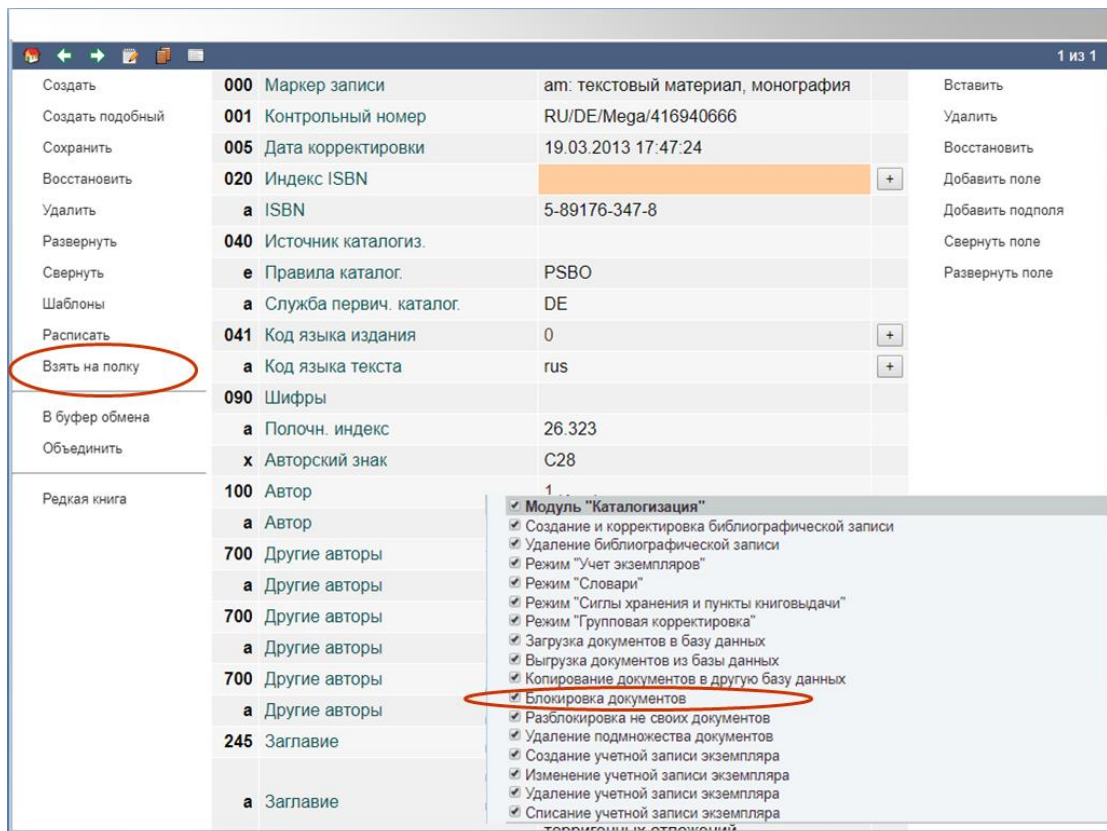 1 из 1
Создать
Создать подобный
Сохранить
Восстановить
Удалить
Развернуть
Свернуть
Шаблоны
Расписать
Взять на полку
В буфер обмена
Объединить
Редкая книга
000 Маркер записи am: текстовый материал, монография
001 Контрольный номер RU/DE/Mega/416940666
005 Дата корректировки 19.03.2013 17:47:24
020 Индекс ISBN +
a ISBN 5-89176-347-8
040 Источник каталогиз.
e Правила каталог. PSBO
a Служба первич. каталог. DE
041 Код языка издания 0 +
a Код языка текста rus +
090 Шифры
a Полочн. индекс 26.323
x Авторский знак С28
100 Автор 1
a Автор
700 Другие авторы
a Другие авторы
700 Другие авторы
a Другие авторы
700 Другие авторы
a Другие авторы
245 Заглавие
a Заглавие
Модуль "Каталогизация"
Создание и корректировка библиографической записи
Удаление библиографической записи
Режим "Учет экземпляров"
Режим "Словари"
Режим "Сиглы хранения и пункты книговыдачи"
Режим "Групповая корректировка"
Загрузка документов в базу данных
Выгрузка документов из базы данных
Копирование документов в другую базу данных
Блокировка документов
Разблокировка не своих документов
Удаление подмножества документов
Создание учетной записи экземпляра
Изменение учетной записи экземпляра
Удаление учетной записи экземпляра
Списание учетной записи экземпляра
терригенных отложений
Вставить
Удалить
Восстановить
Добавить поле
Добавить подполя
Свернуть поле
Развернуть поле